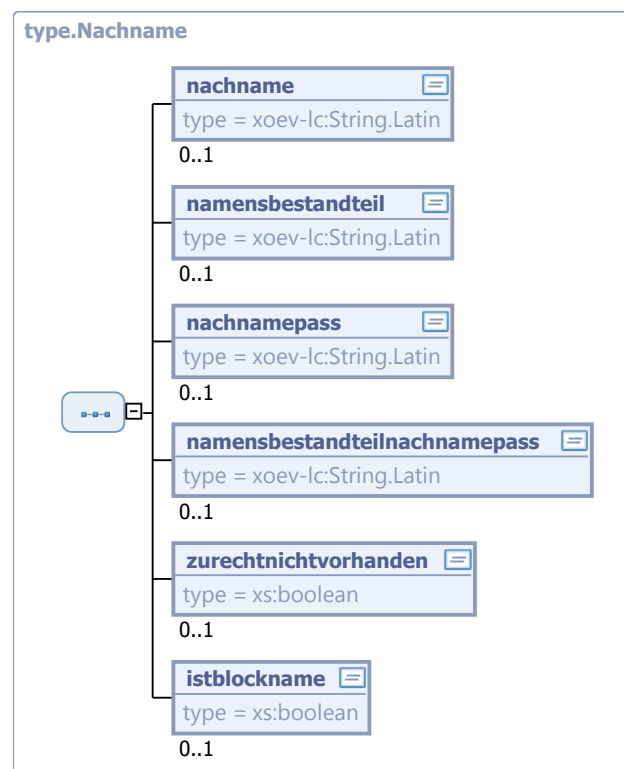 type.Nachname
nachname
type = xoev-lc:String.Latin
0..1
namensbestandteil
type = xoev-lc:String.Latin
0..1
nachnamepass
type = xoev-lc:String.Latin
0..1
namensbestandteilnachnamepass
type = xoev-lc:String.Latin
0..1
zurechtnichtvorhanden
type = xs:boolean
0..1
istblockname
type = xs:boolean
0..1